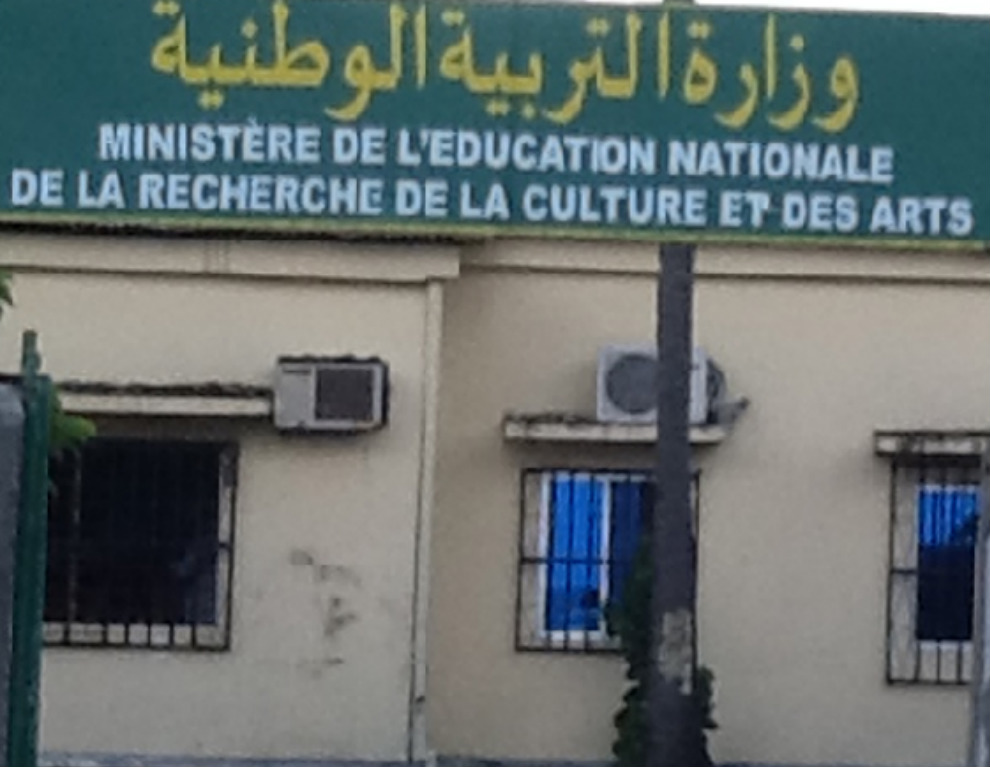 وزارة التربية الوطنية
MINISTÈRE DE L'EDUCATION NATIONALE
DE LA RECHERCHE DE LA CULTURE ET DES ARTS